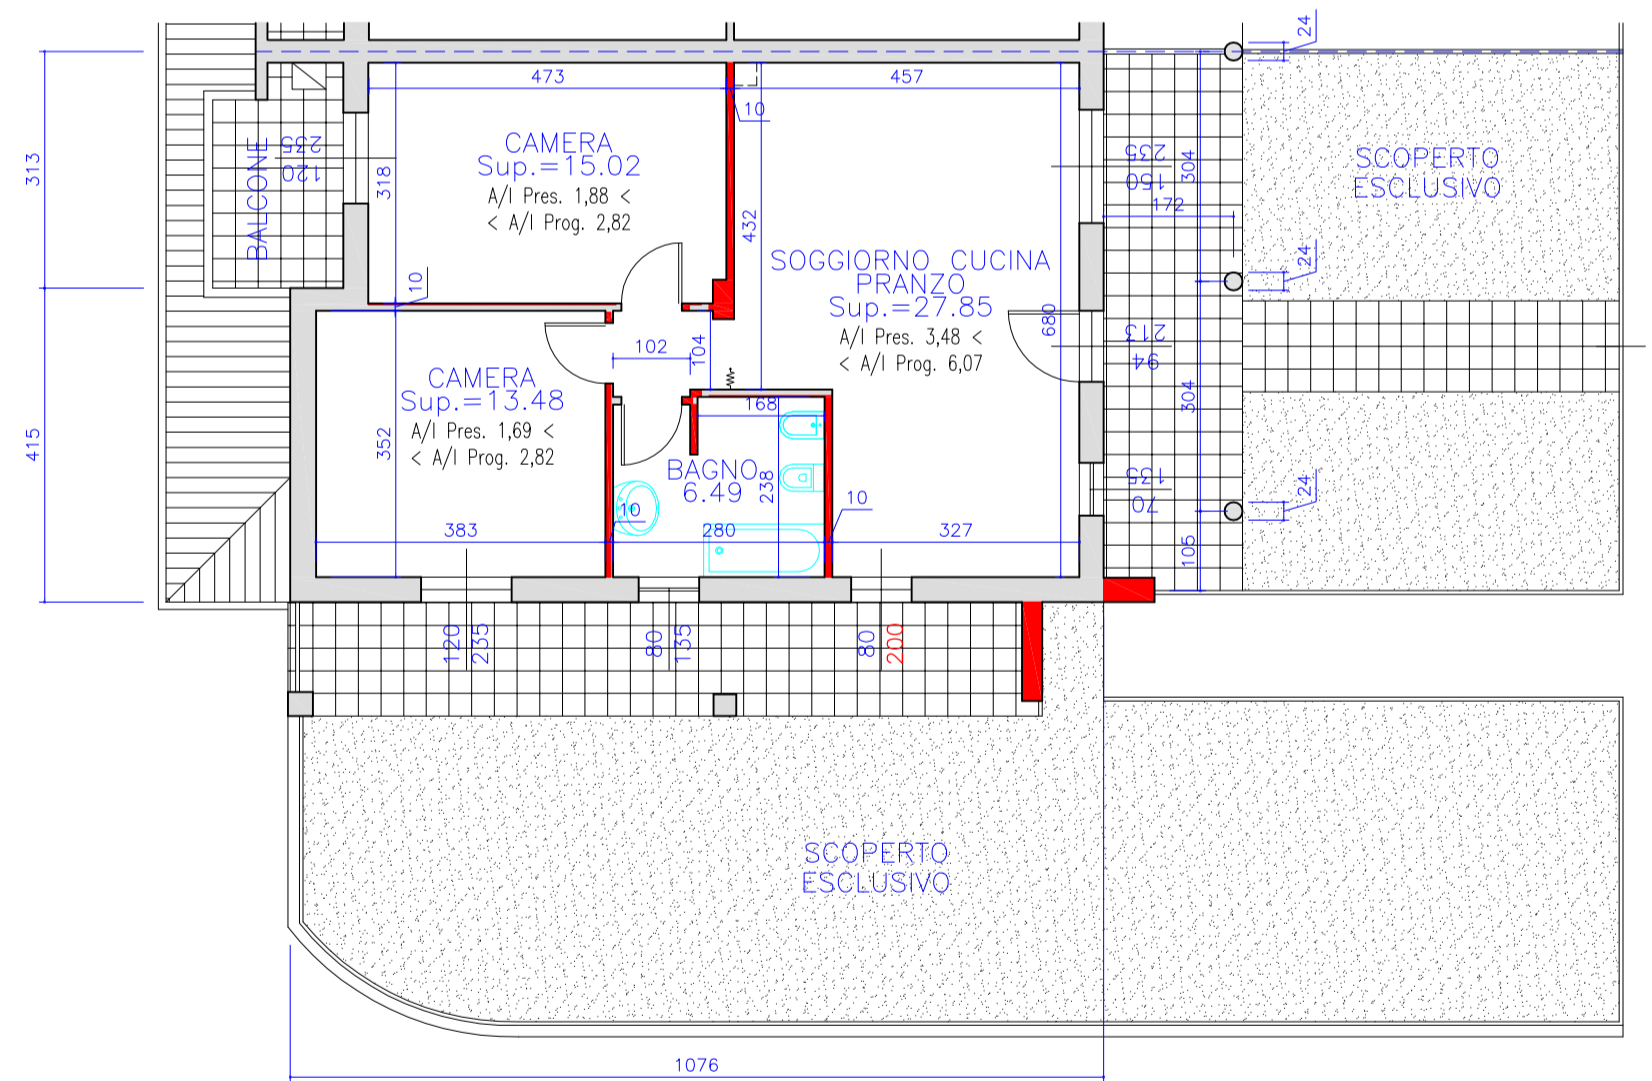 24
473
457
10
313
BALCONE
235
120
318
CAMERA
Sup.=15.02
A/I Pres. 1,88 <
< A/I Prog. 2,82
432
235
150
304
172
SCOPERTO
ESCLUSIVO
SOGGIORNO CUCINA
PRANZO
Sup.=27.85
A/I Pres. 3,48 <
< A/I Prog. 6,07
680
24
10
102
104
213
94
CAMERA
Sup.=13.48
A/I Pres. 1,69 <
< A/I Prog. 2,82
415
352
168
304
BAGNO
6.49
238
135
70
24
10
10
383
280
327
105
120
235
80
135
80
200
SCOPERTO
ESCLUSIVO
1076